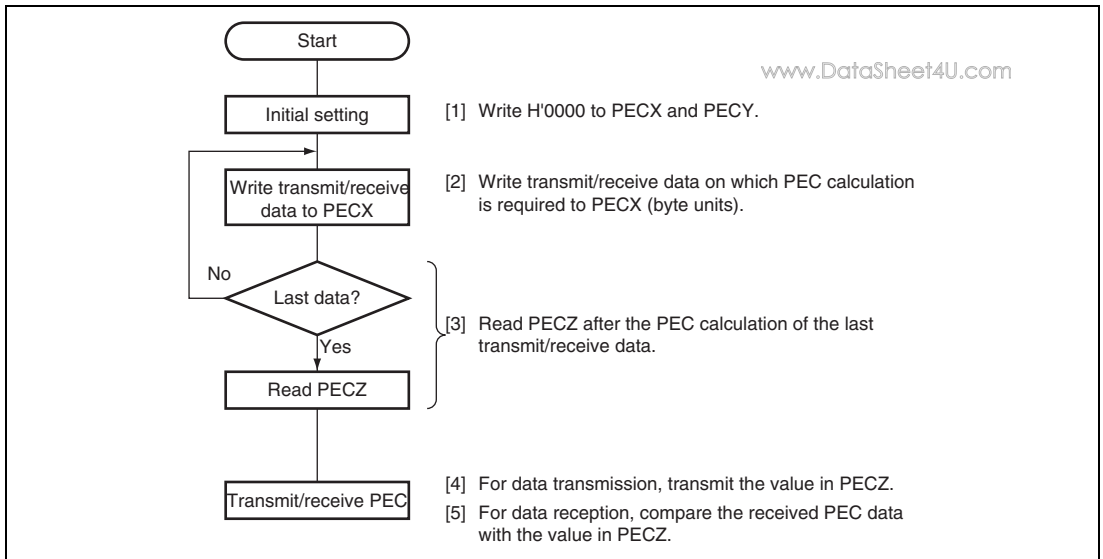 Start
www.DataSheet4U.com
Initial setting
[1] Write H'0000 to PECX and PECY.
Write transmit/receive
data to PECX
[2] Write transmit/receive data on which PEC calculation
is required to PECX (byte units).
No
Last data?
[3] Read PECZ after the PEC calculation of the last
transmit/receive data.
Yes
Read PECZ
Transmit/receive PEC
[4] For data transmission, transmit the value in PECZ.
[5] For data reception, compare the received PEC data
with the value in PECZ.